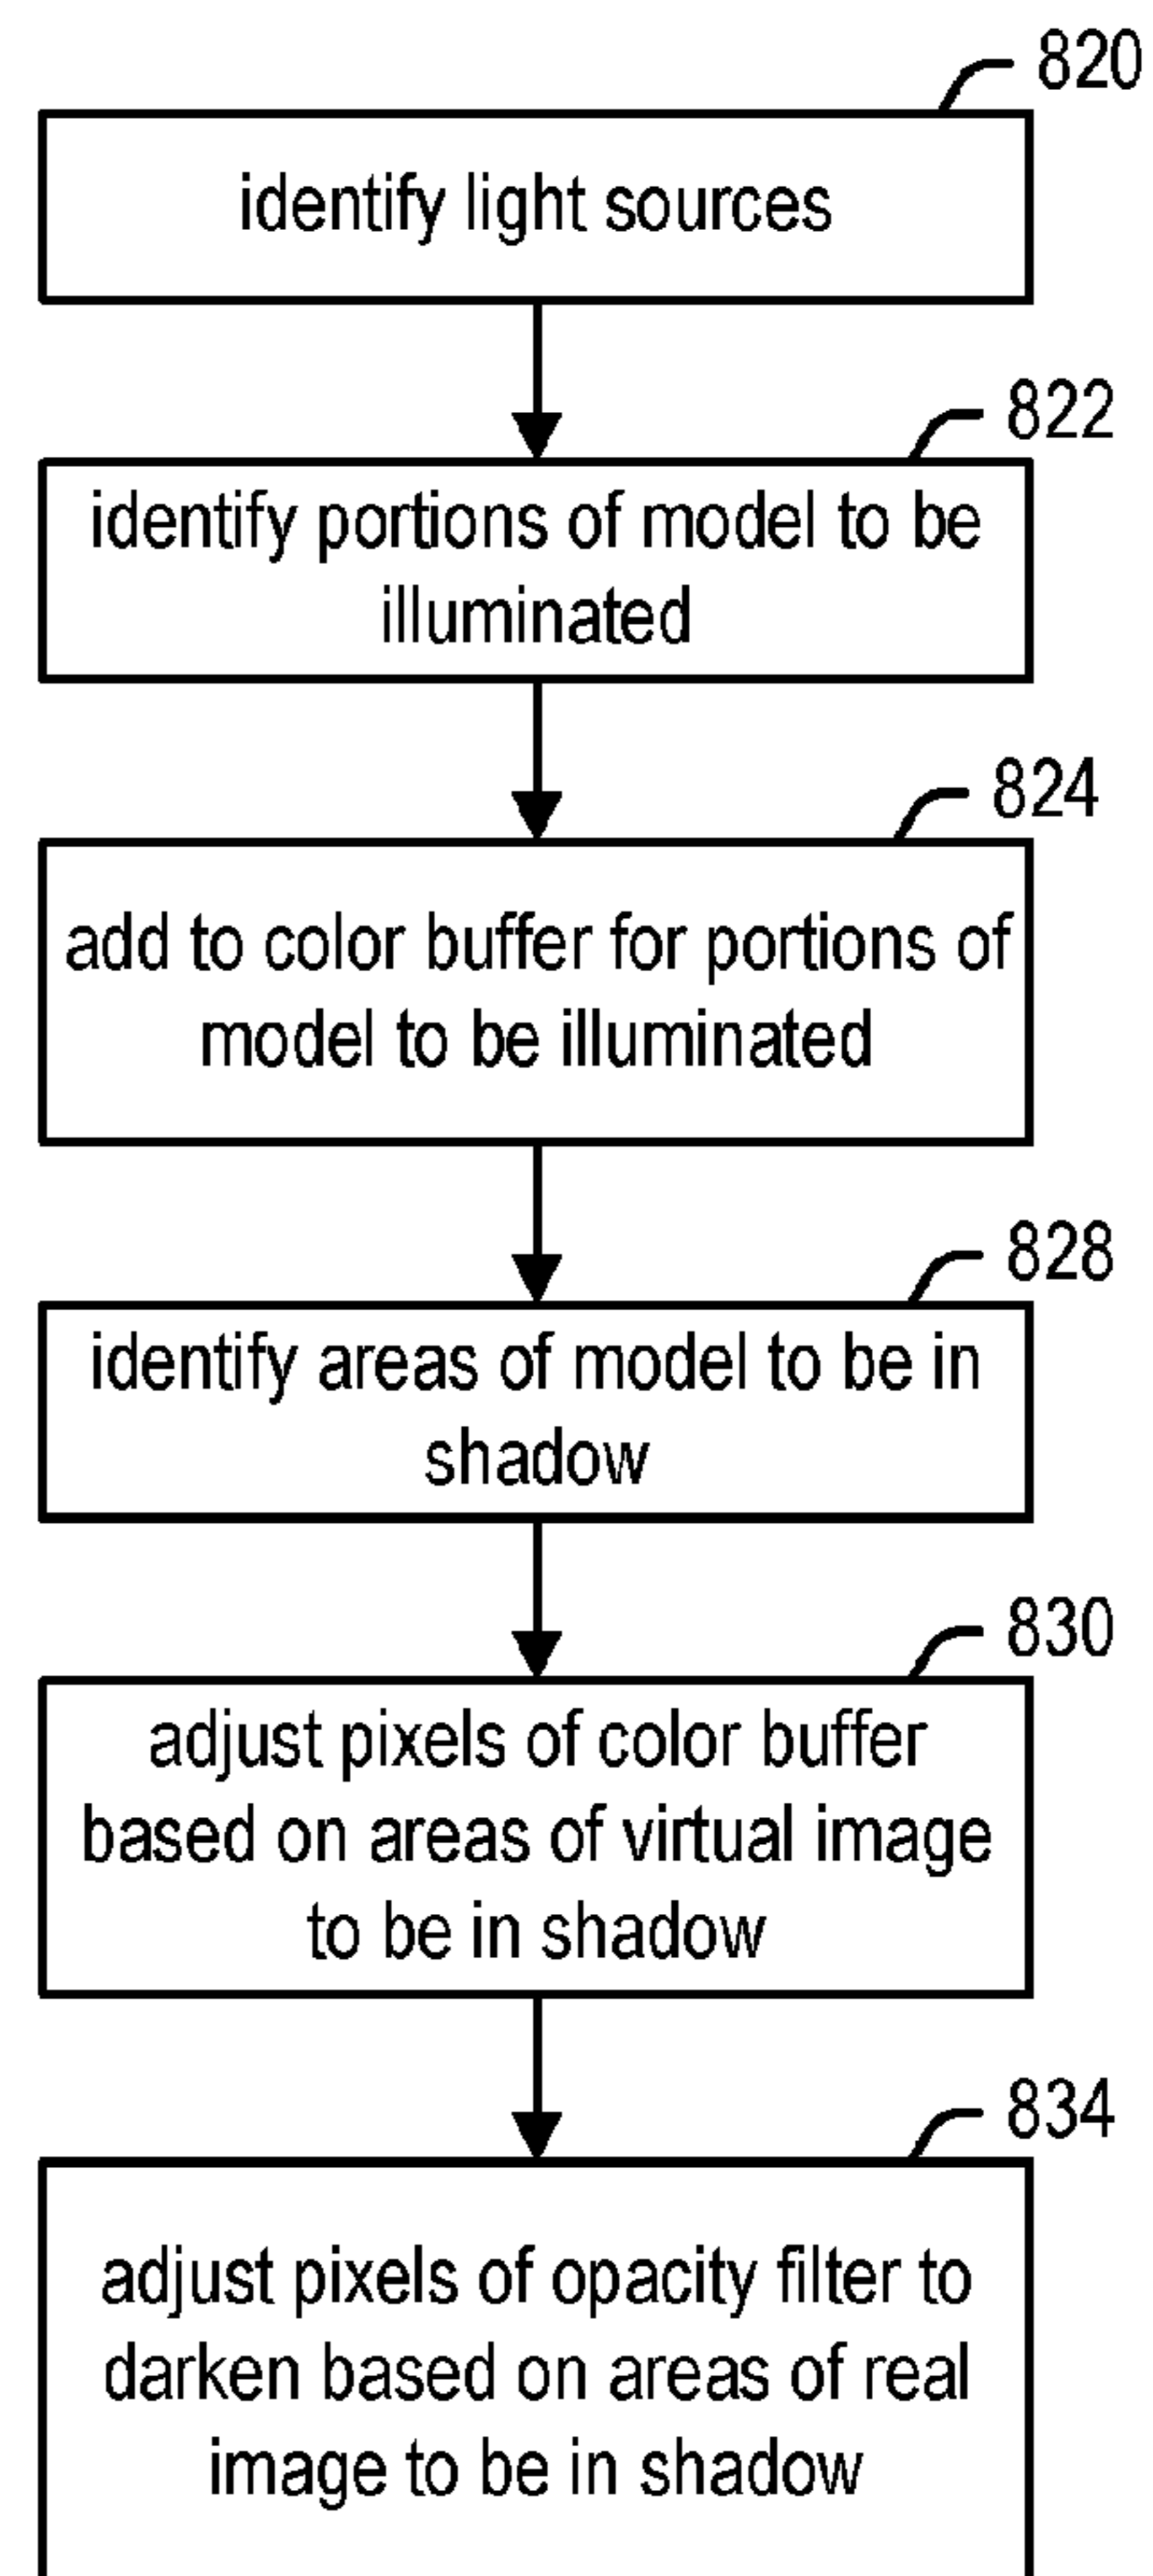 820
identify light sources
822
identify portions of model to be
illuminated
824
add to color buffer for portions of
model to be illuminated
828
identify areas of model to be in
shadow
830
adjust pixels of color buffer
based on areas of virtual image
to be in shadow
834
adjust pixels of opacity filter to
darken based on areas of real
image to be in shadow